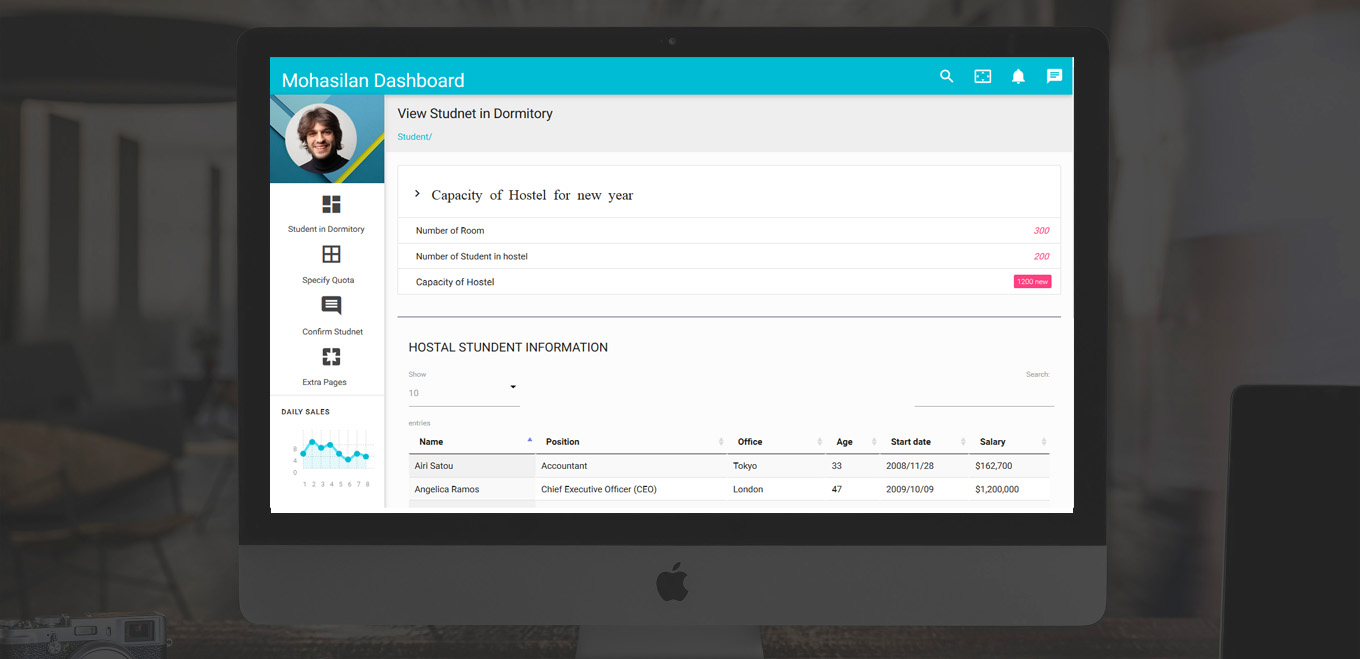 Mohasilan Dashboard
View Studnet in Dormitory
Student/
Student in Dormitory
Specify Quota
Confirm Studnet
Extra Pages
DAILY SALES
8
4
0
1 2 3 4 5 6 7 8
Capacity of Hostel for new year
Number of Room 300
Number of Student in hostel 200
Capacity of Hostel 1200 new
HOSTAL STUNDENT INFORMATION
Show
10
entries
Search:
Name Position Office Age Start date Salary
Airi Satou Accountant Tokyo 33 2008/11/28 $162,700
Angelica Ramos Chief Executive Officer (CEO) London 47 2009/10/09 $1,200,000